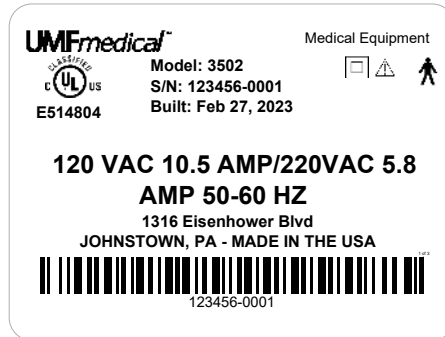 UMFmedical™
Medical Equipment
CLASSIFIED
C UL US
E514804
Model: 3502
S/N: 123456-0001
Built: Feb 27, 2023
120 VAC 10.5 AMP/220VAC 5.8
AMP 50-60 HZ
1316 Eisenhower Blvd
JOHNSTOWN, PA - MADE IN THE USA
1 of 3
123456-0001